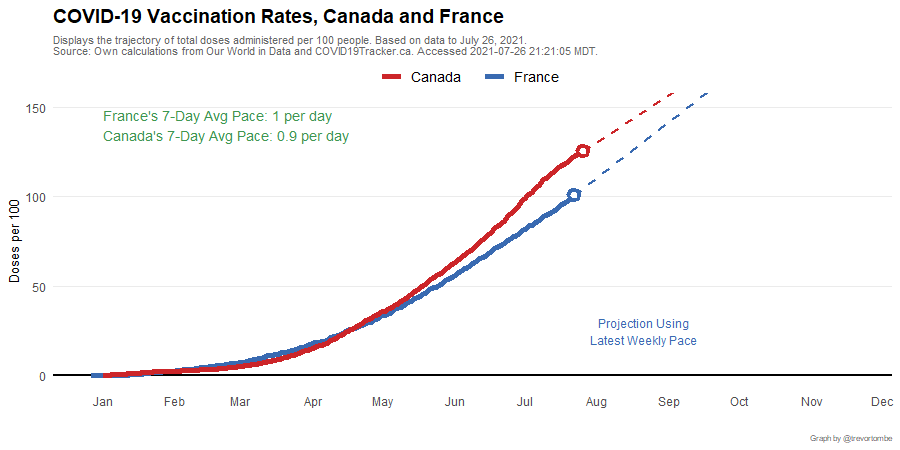 COVID-19 Vaccination Rates, Canada and France
Displays the trajectory of total doses administered per 100 people. Based on data to July 26, 2021.
Source: Own calculations from Our World in Data and COVID19Tracker.ca. Accessed 2021-07-26 21:21:05 MDT.
Canada France
France's 7-Day Avg Pace: 1 per day
Canada's 7-Day Avg Pace: 0.9 per day
Doses per 100
150
100
50
0
Projection Using
Latest Weekly Pace
Jan Feb Mar Apr May Jun Jul Aug Sep Oct Nov Dec
Graph by @trevortombe